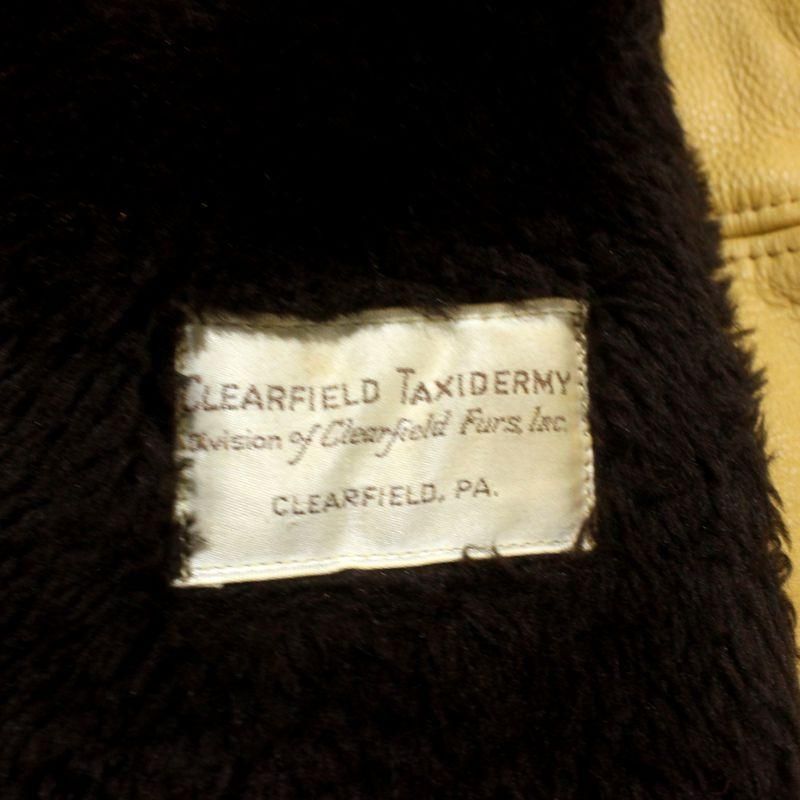 CLEARFIELD TAXIDERMY
Division of Clearfield Furs, Inc.
CLEARFIELD, PA.